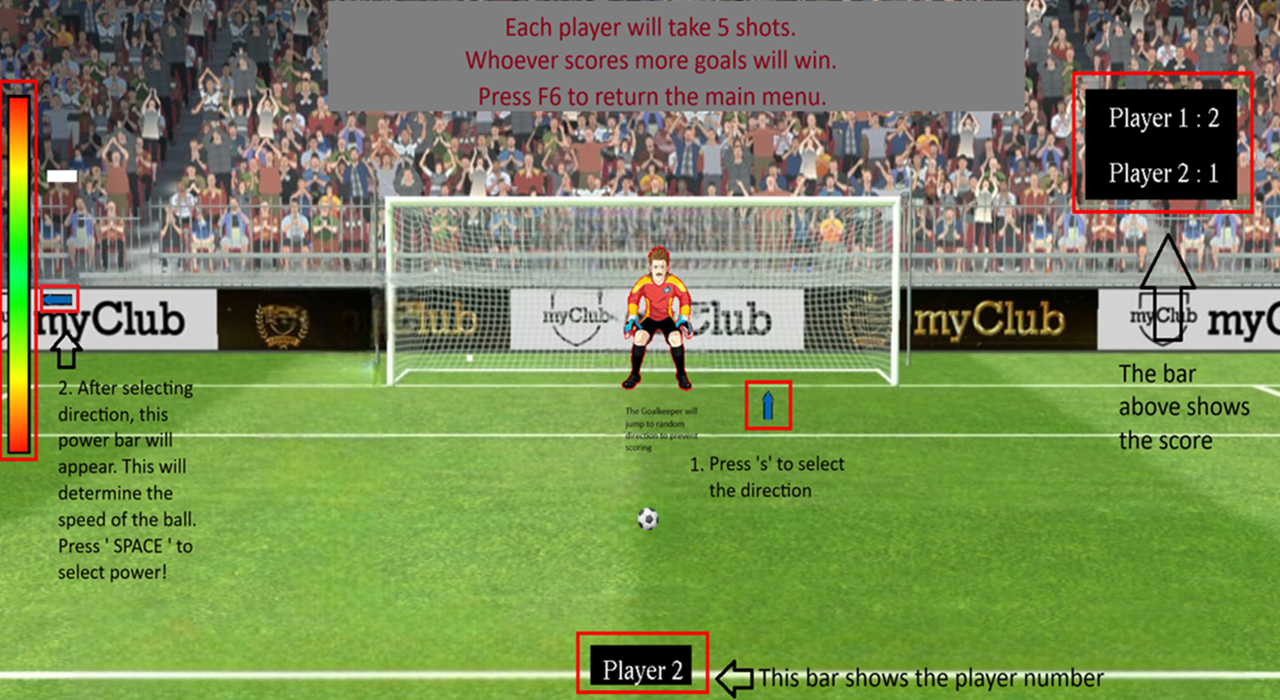 Each player will take 5 shots.
Whoever scores more goals will win.
Press F6 to return the main menu.
Player 1 : 2
Player 2 : 1
myClub
Club
myClub
Club
myClub
myClub
myC
The bar
above shows
the score
2. After selecting
direction, this
power bar will
appear. This will
determine the
speed of the ball.
Press ' SPACE ' to
select power!
The Goalkeeper will
jump to random
direction to prevent
scoring
1. Press 's' to select
the direction
Player 2
This bar shows the player number